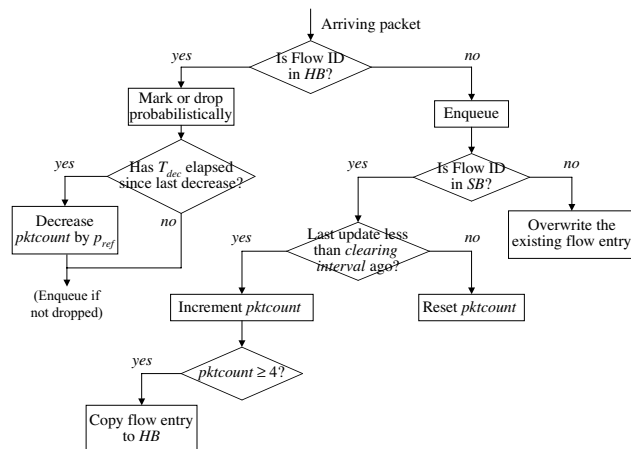 Arriving packet
yes
Is Flow ID
in HB?
no
Mark or drop
probabilistically
Enqueue
yes
Has Tdec elapsed
since last decrease?
no
yes
Is Flow ID
in SB?
no
Decrease
pktcount by pref
Overwrite the
existing flow entry
yes
Last update less
than clearing
interval ago?
no
(Enqueue if
not dropped)
Increment pktcount
Reset pktcount
yes
pktcount ≥ 4?
Copy flow entry
to HB